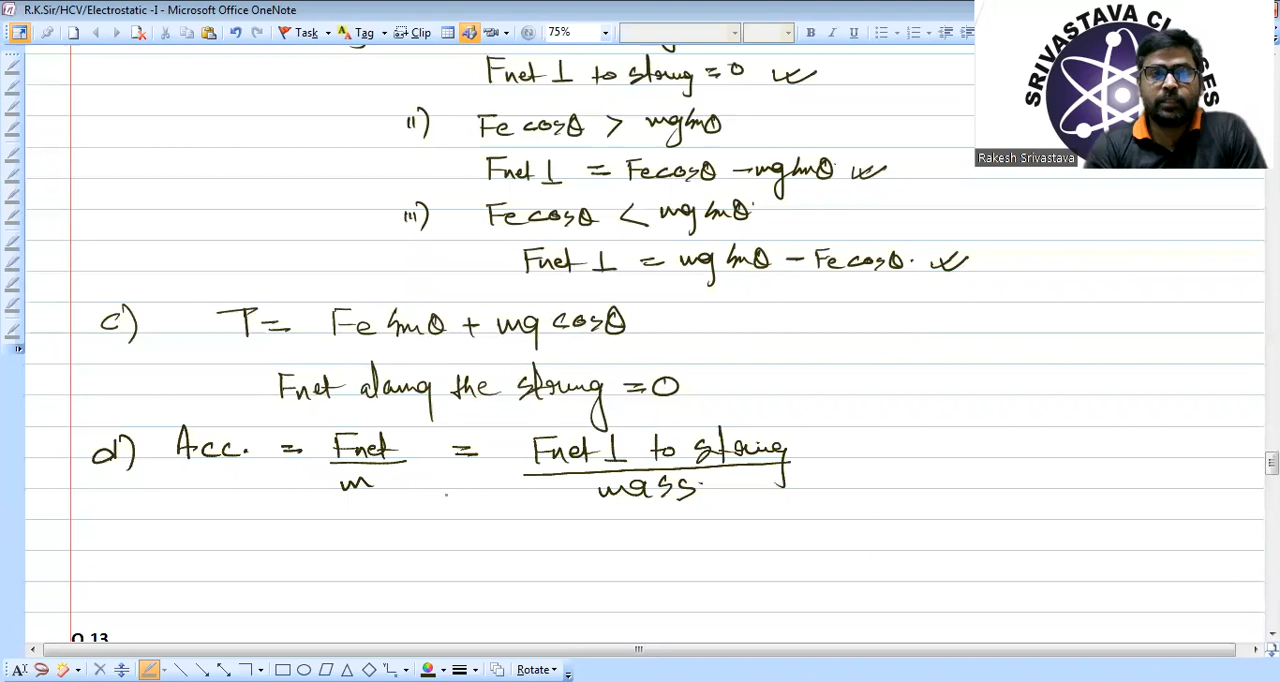 R.K.Sir/HCV/Electrostatic -I - Microsoft Office OneNote
Task Tag Clip 75% B I U
SRIVASTAVA CL SES
Rakesh Srivastava
Fnet ⊥ to string = 0
ii) Fe cosθ > mg sinθ
Fnet ⊥ = Fe cosθ - mg sinθ
iii) Fe cosθ < mg sinθ
Fnet ⊥ = mg sinθ - Fe cosθ.
c) T = Fe sinθ + mg cosθ
Fnet along the string = 0
d) Acc. = Fnet / m = Fnet ⊥ to string / mass.
Q.13
Rotate